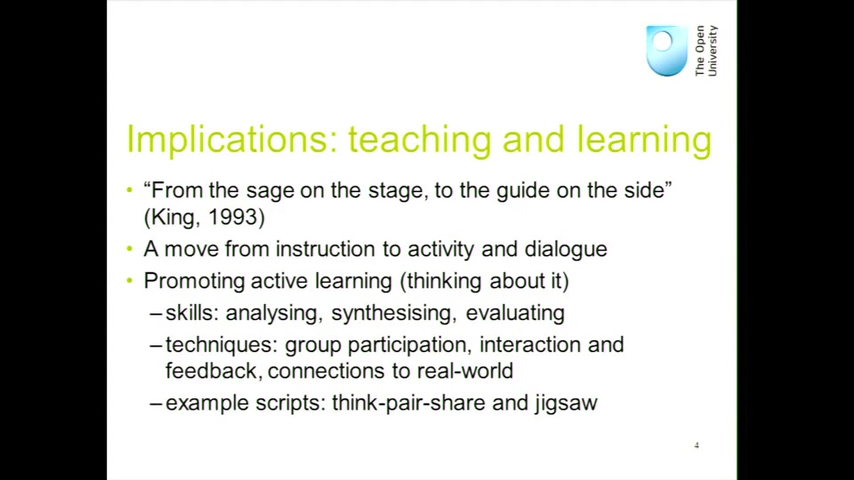 The Open
University
Implications: teaching and learning
• “From the sage on the stage, to the guide on the side”
(King, 1993)
• A move from instruction to activity and dialogue
• Promoting active learning (thinking about it)
–skills: analysing, synthesising, evaluating
–techniques: group participation, interaction and
feedback, connections to real-world
–example scripts: think-pair-share and jigsaw
4